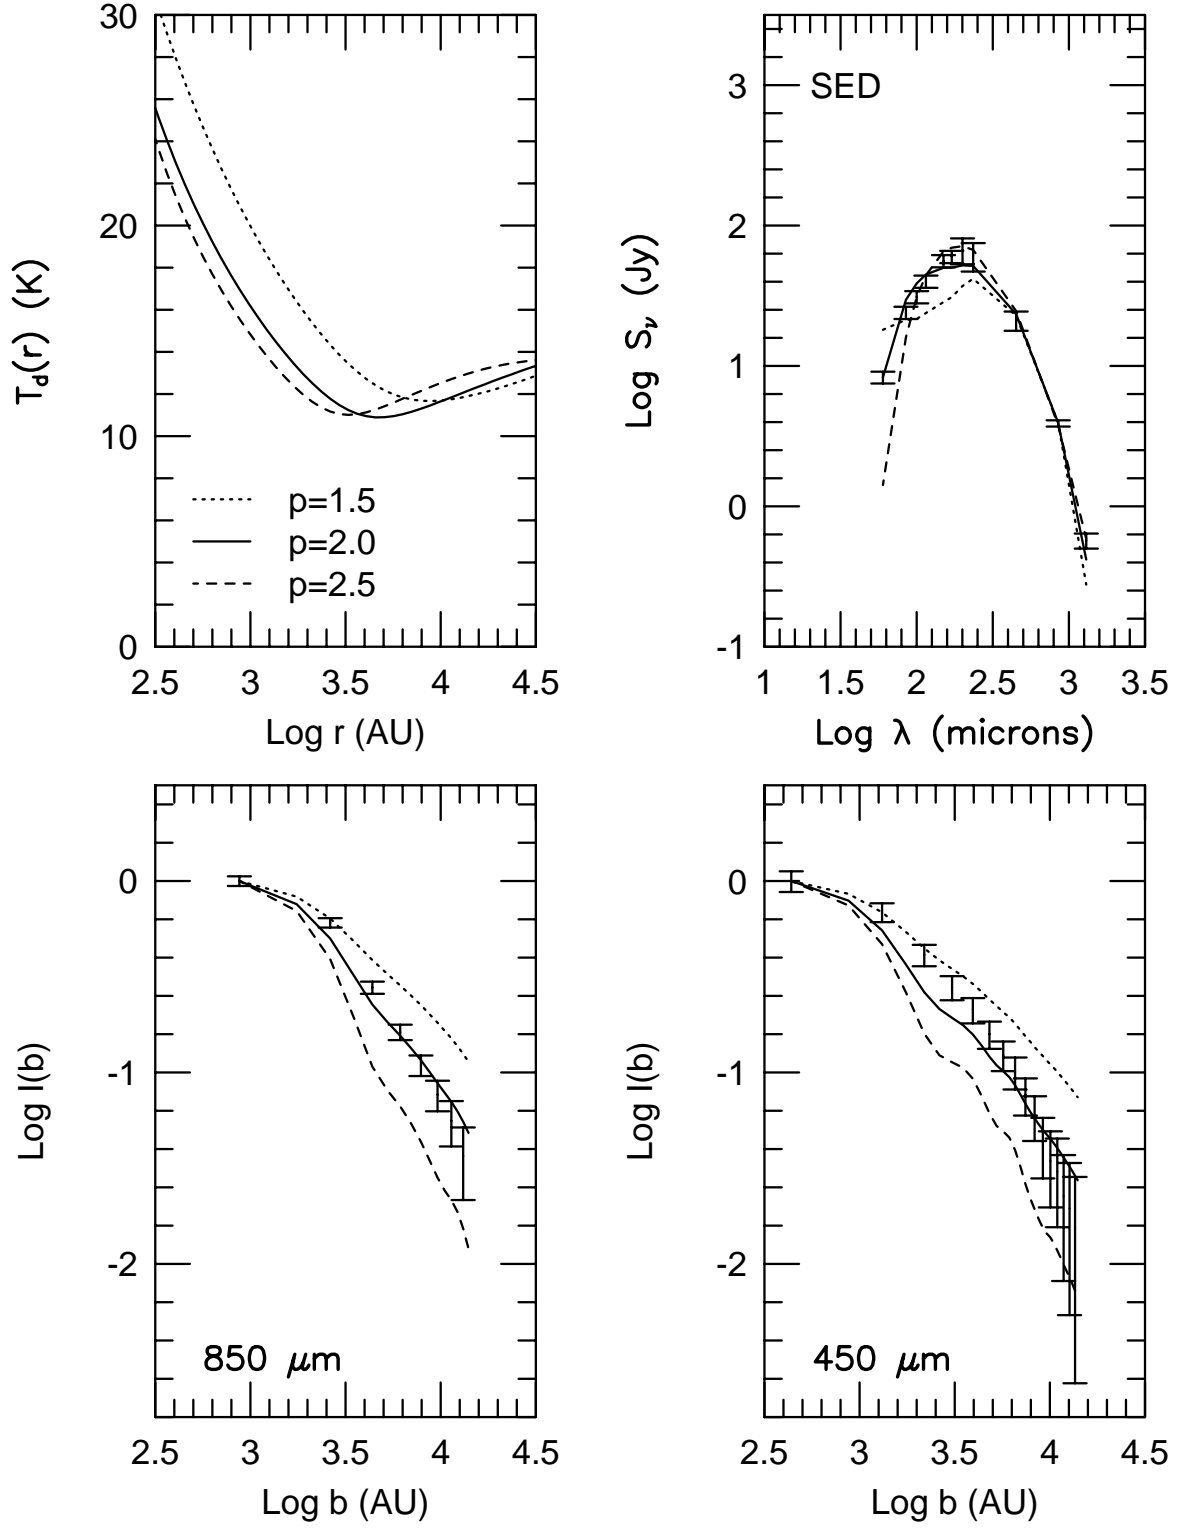 30
20
10
0
T_d(r) (K)
p=1.5
p=2.0
p=2.5
2.5 3 3.5 4 4.5
Log r (AU)
SED
3
2
1
0
-1
Log S_ν (Jy)
1 1.5 2 2.5 3 3.5
Log λ (microns)
0
-1
-2
Log I(b)
850 μm
2.5 3 3.5 4 4.5
Log b (AU)
0
-1
-2
Log I(b)
450 μm
2.5 3 3.5 4 4.5
Log b (AU)